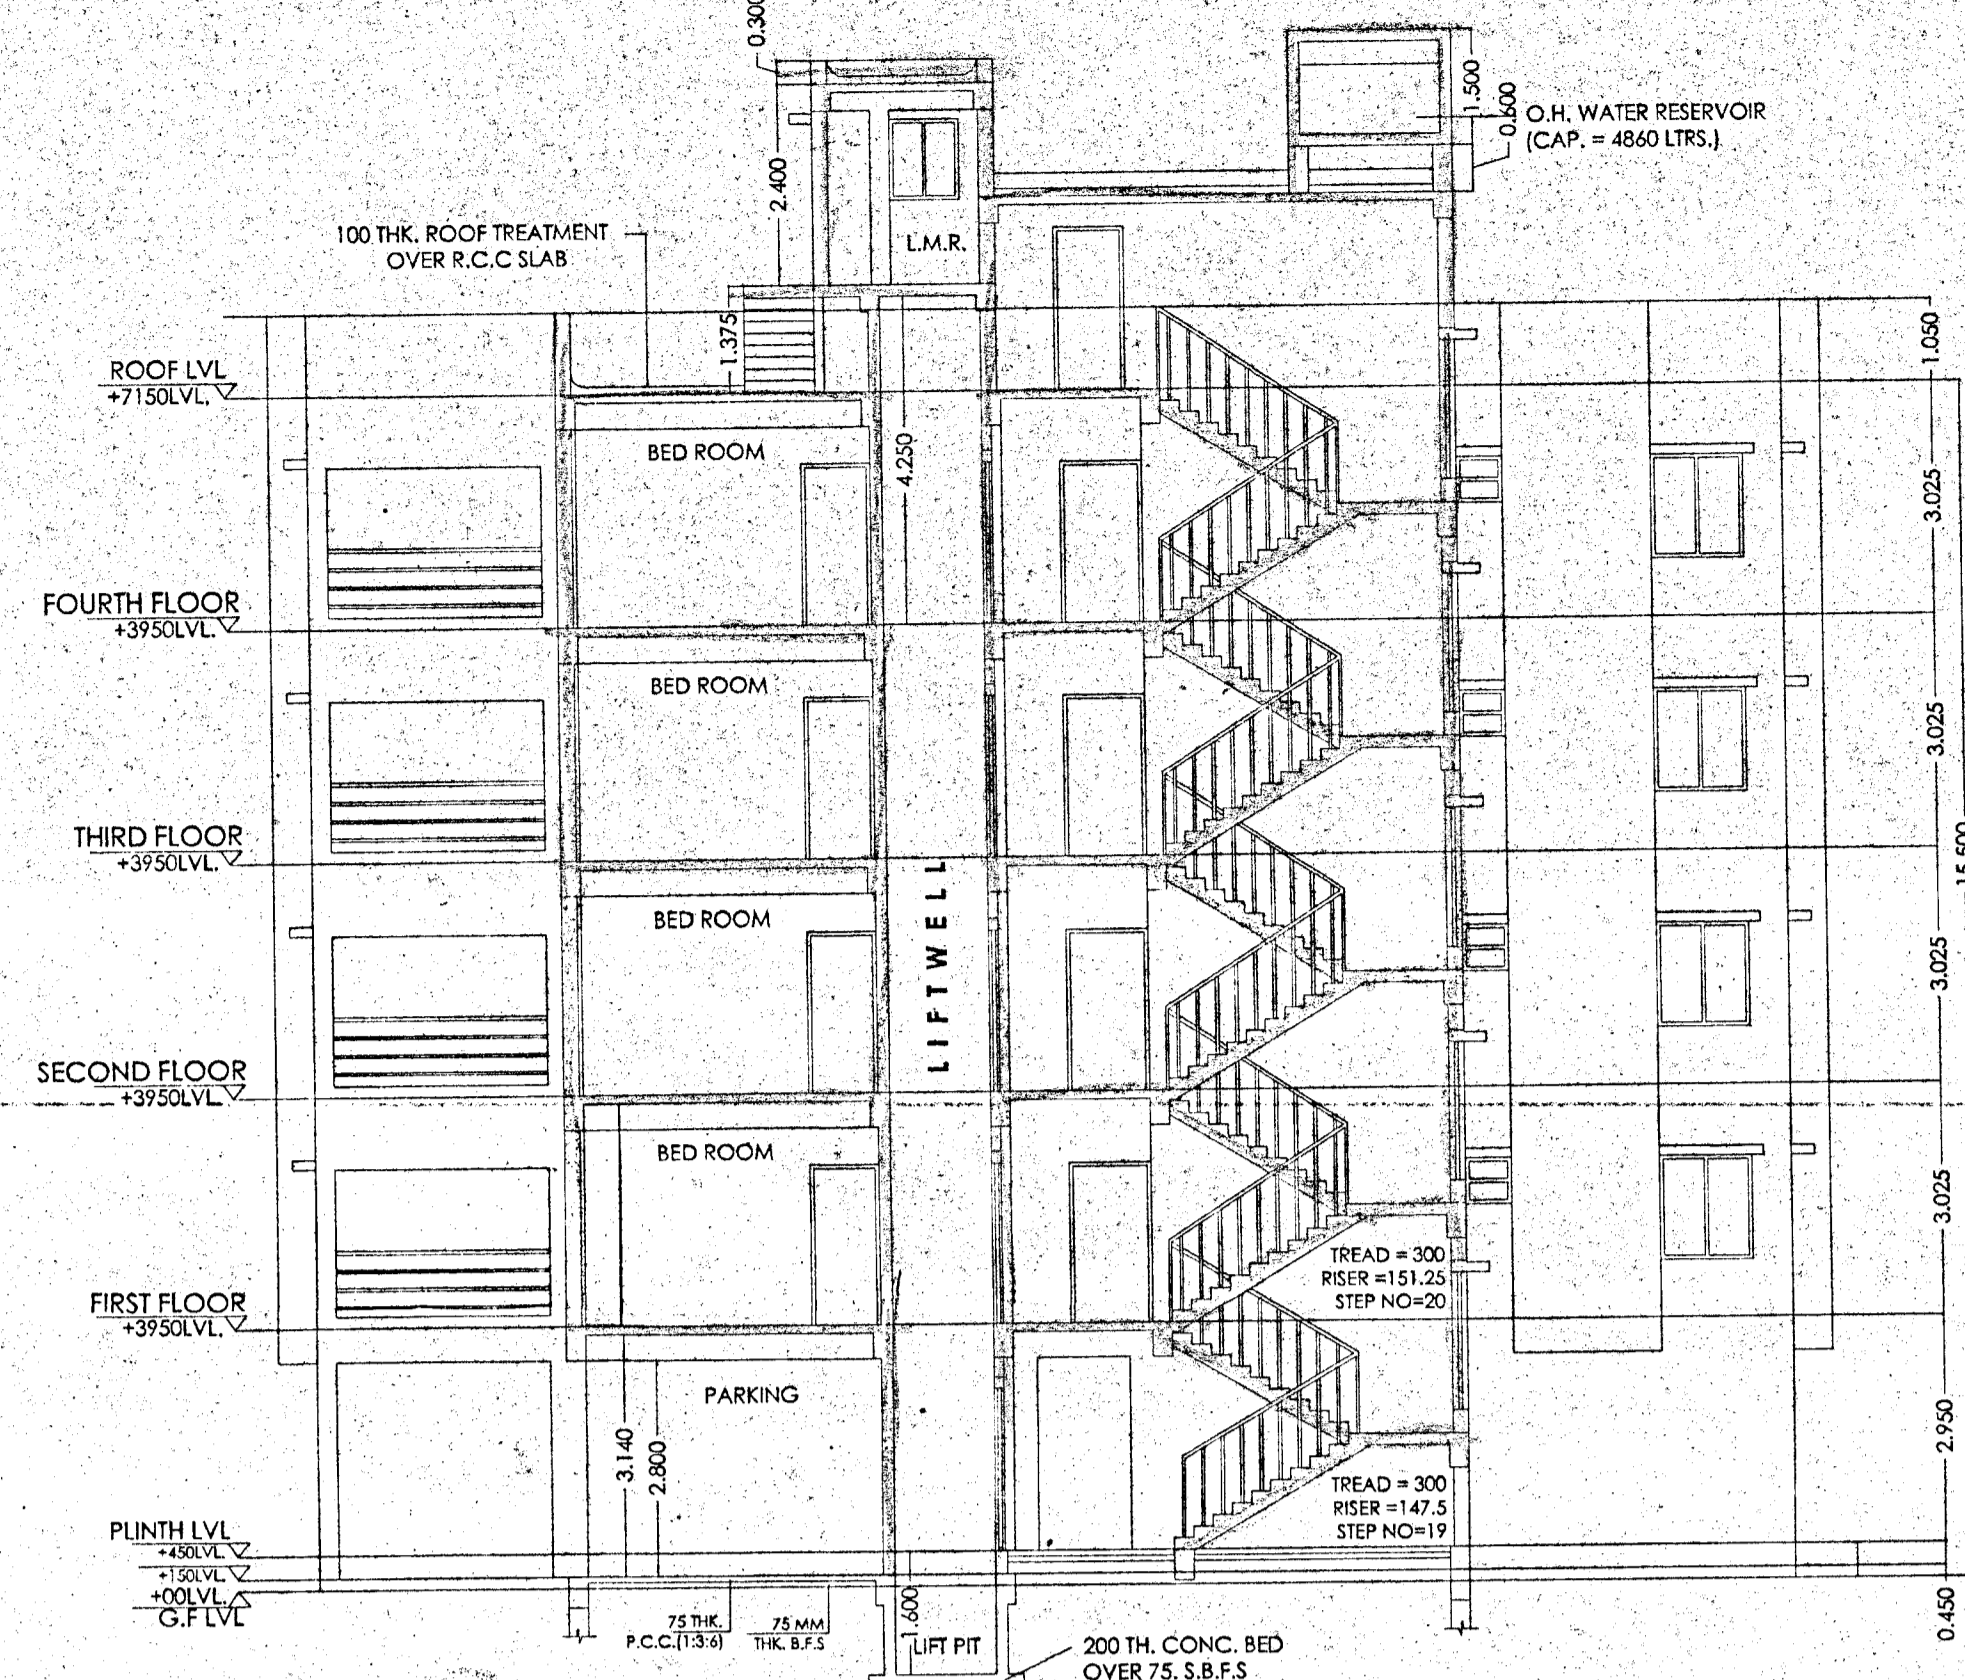 0.300
1.500
0.600
O.H. WATER RESERVOIR
(CAP. = 4860 LTRS.)
2.400
100 THK. ROOF TREATMENT
OVER R.C.C SLAB
L.M.R.
1.375
1.050
ROOF LVL
+7150LVL.
BED ROOM
4.250
3.025
FOURTH FLOOR
+3950LVL.
BED ROOM
3.025
THIRD FLOOR
+3950LVL.
15.500
LIFTWELL
BED ROOM
3.025
SECOND FLOOR
+3950LVL
BED ROOM
3.025
TREAD = 300
RISER =151.25
STEP NO=20
FIRST FLOOR
+3950LVL.
PARKING
3.140
2.800
2.950
TREAD = 300
RISER =147.5
STEP NO=19
PLINTH LVL
+450LVL.
+150LVL.
+00LVL.
G.F LVL
75 THK.
P.C.C.(1:3:6)
75 MM
THK. B.F.S
1.600
LIFT PIT
0.450
200 TH. CONC. BED
OVER 75. S.B.F.S